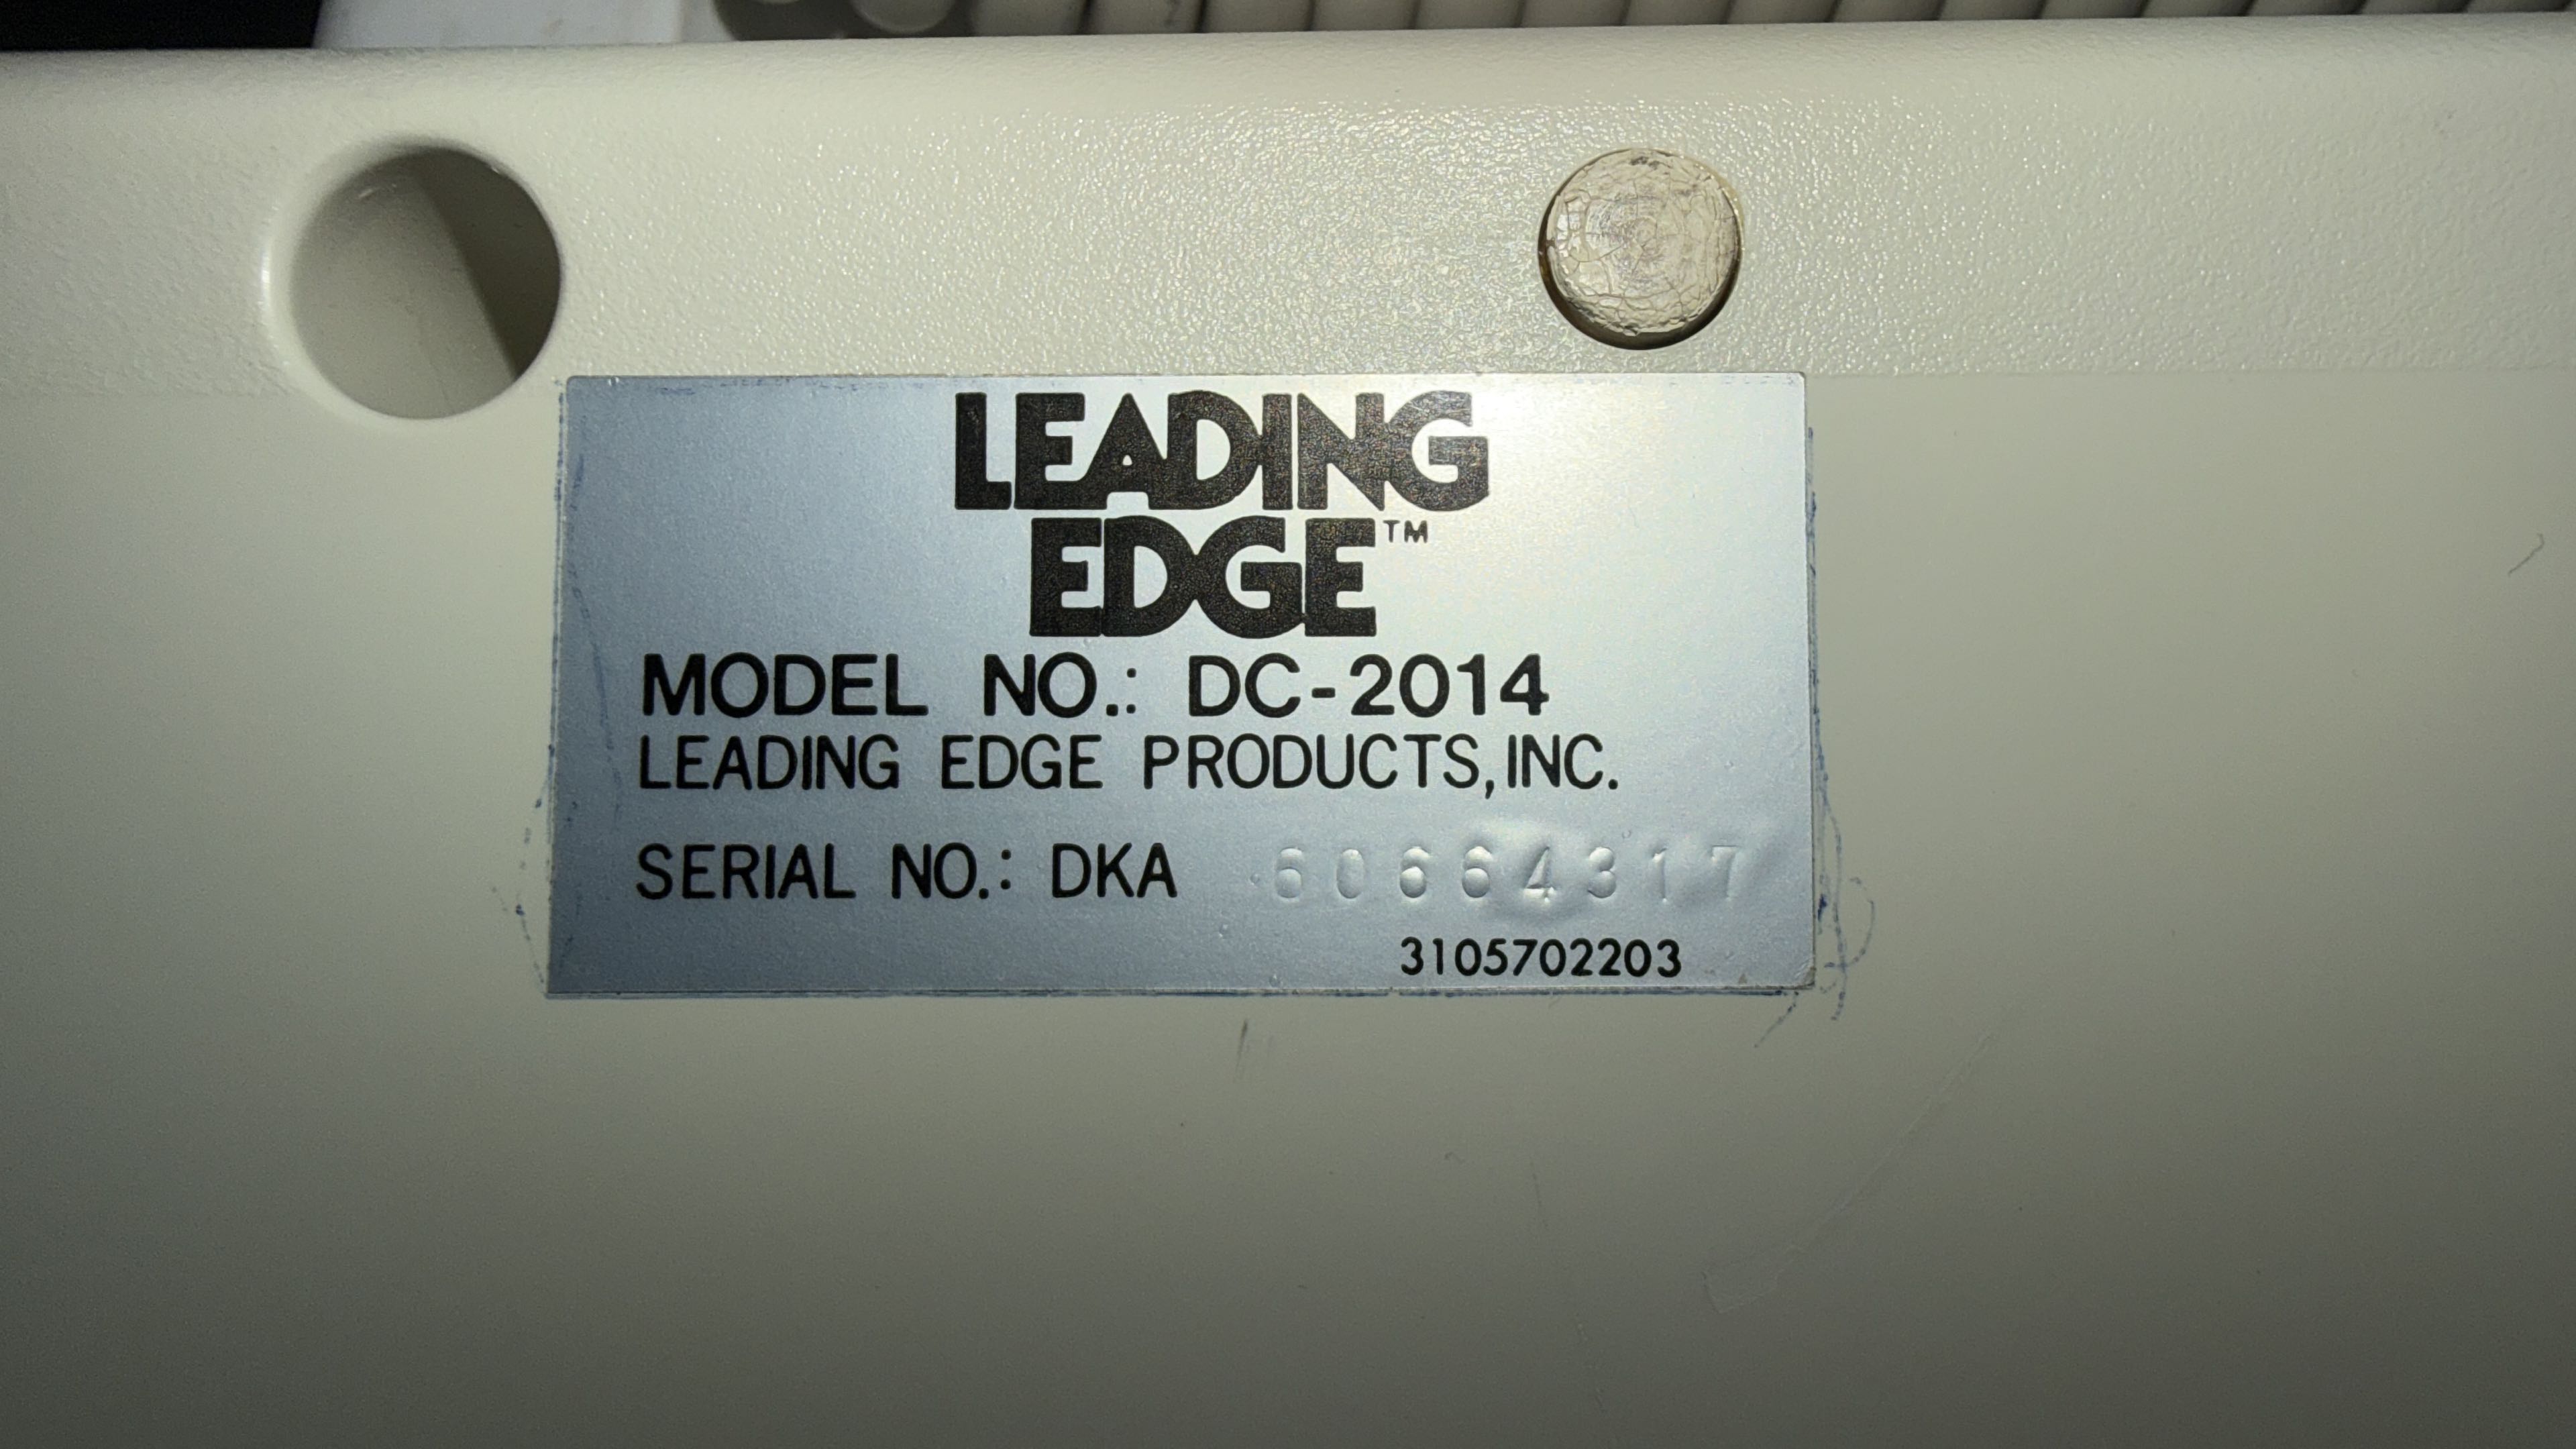 LEADING
EDGE™
MODEL NO.: DC-2014
LEADING EDGE PRODUCTS, INC.
SERIAL NO.: DKA 60664317
3105702203